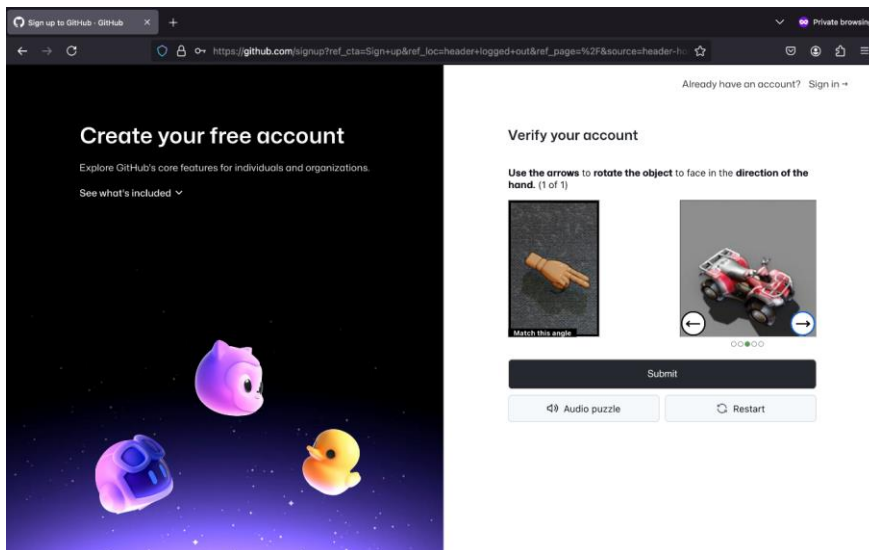 Sign up to GitHub · GitHub
Private browsing
https://github.com/signup?ref_cta=Sign+up&ref_loc=header+logged+out&ref_page=%2F&source=header-ho
Already have an account? Sign in →
Create your free account
Explore GitHub's core features for individuals and organizations.
See what's included
Verify your account
Use the arrows to rotate the object to face in the direction of the
hand. (1 of 1)
Match this angle
Submit
Audio puzzle
Restart